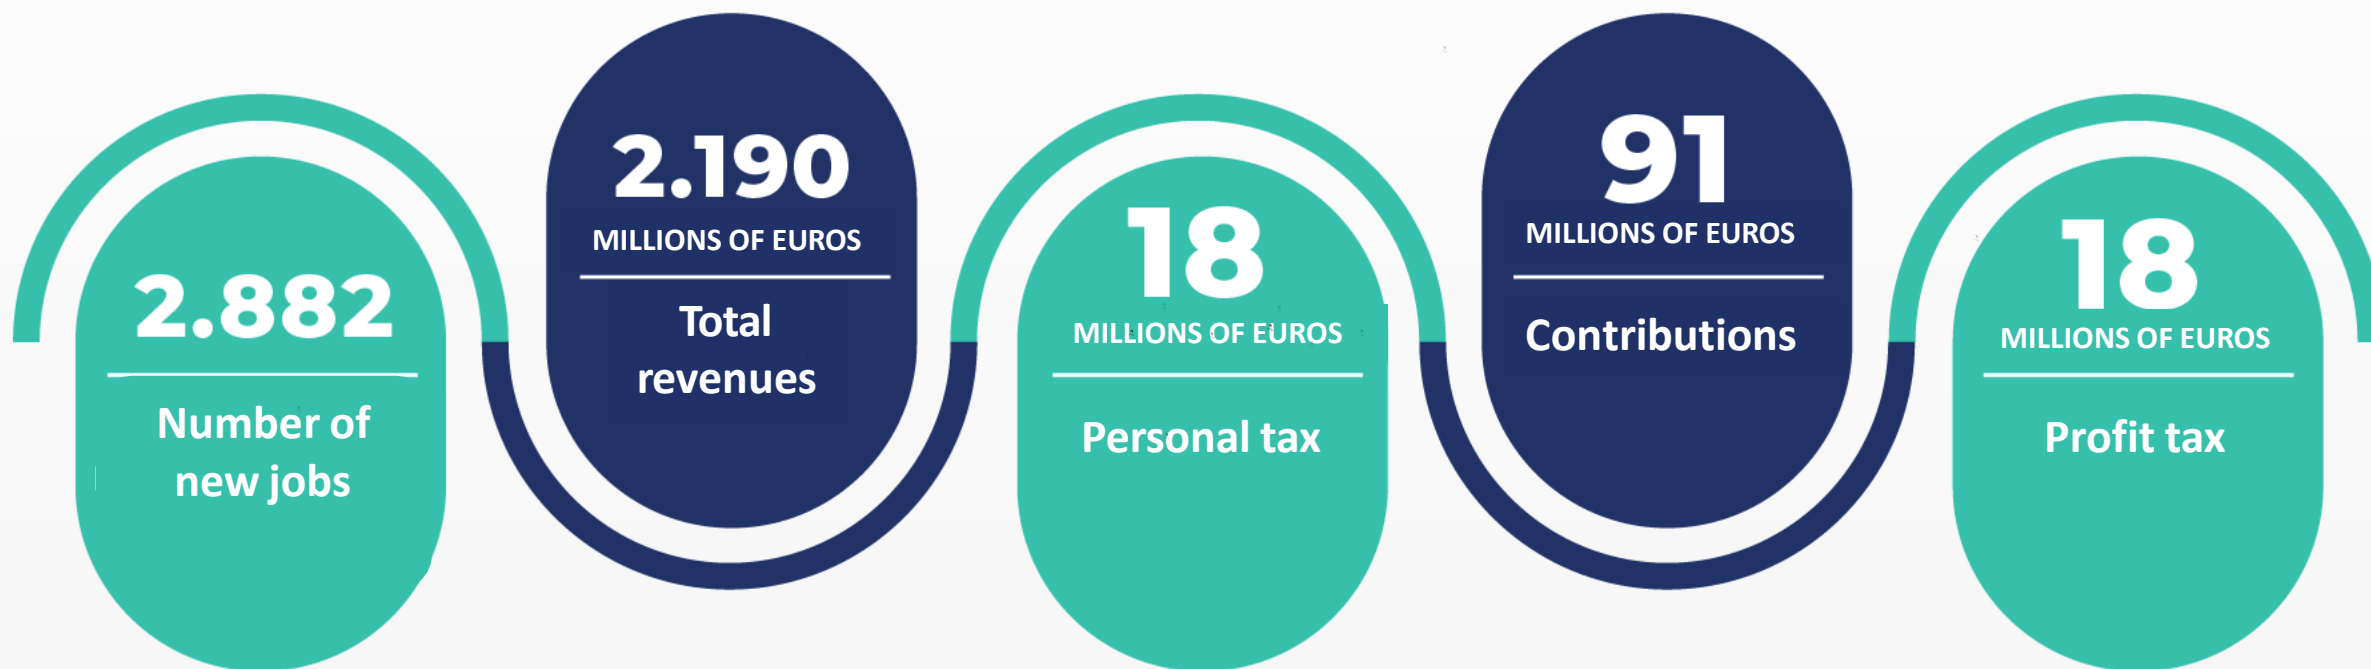 2.882
Number of
new jobs
2.190
MILLIONS OF EUROS
Total
revenues
18
MILLIONS OF EUROS
Personal tax
91
MILLIONS OF EUROS
Contributions
18
MILLIONS OF EUROS
Profit tax